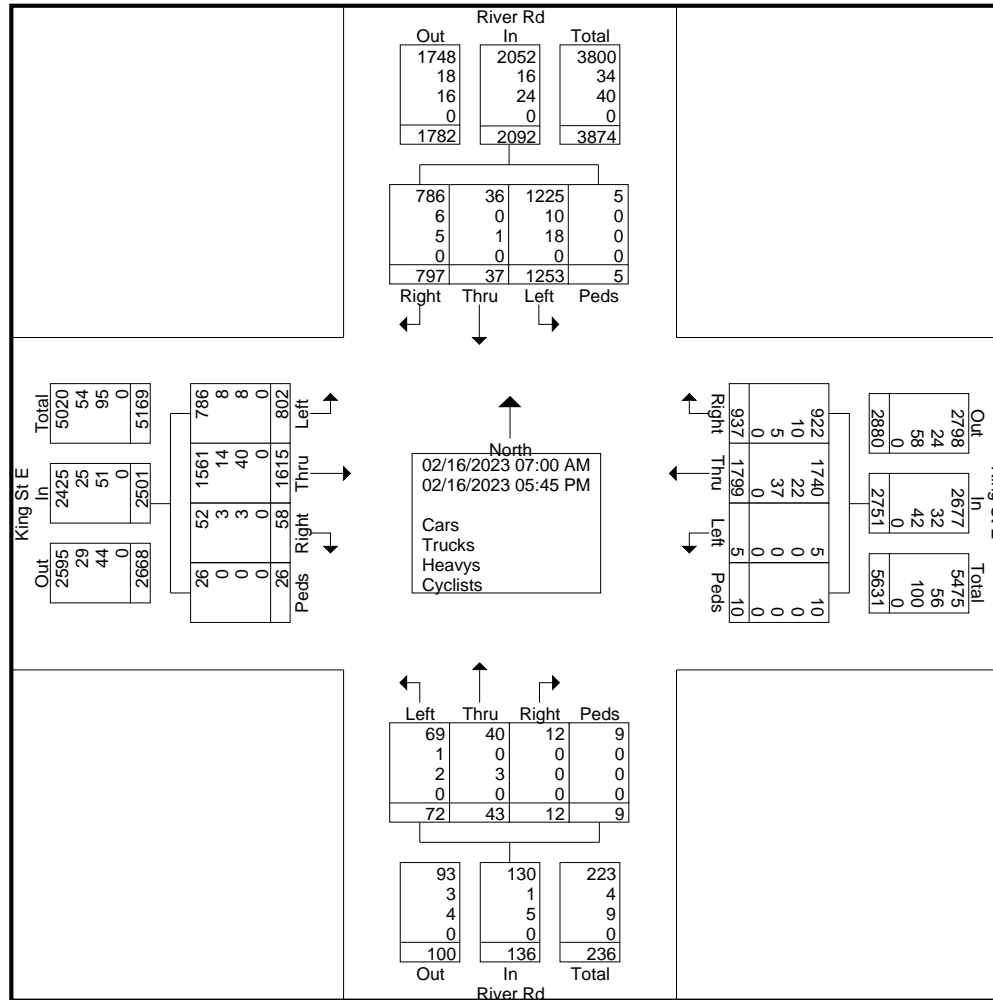 River Rd
Out In Total
1748 2052 3800
18 16 34
16 24 40
0 0 0
1782 2092 3874
786 36 1225 5
6 0 10 0
5 1 18 0
0 0 0 0
797 37 1253 5
Right Thru Left Peds
King St E
Total
5020 54 95 0 5169
In
2425 25 51 0 2501
Out
2595 29 44 0 2668
786 8 8 0 802
Left
1561 14 40 0 1615
Thru
52 3 3 0 58
Right
26 0 0 0 26
Peds
North
02/16/2023 07:00 AM
02/16/2023 05:45 PM
Cars
Trucks
Heavys
Cyclists
Right
922 10 5 0 937
Thru
1740 22 37 0 1799
Left
5 0 0 0 5
Peds
10 0 0 0 10
Out
2798 24 58 0 2880
In
2677 32 42 0 2751
Total
5475 56 100 0 5631
Left Thru Right Peds
69 40 12 9
1 0 0 0
2 3 0 0
0 0 0 0
72 43 12 9
93 130 223
3 1 4
4 5 9
0 0 0
100 136 236
Out In Total
River Rd